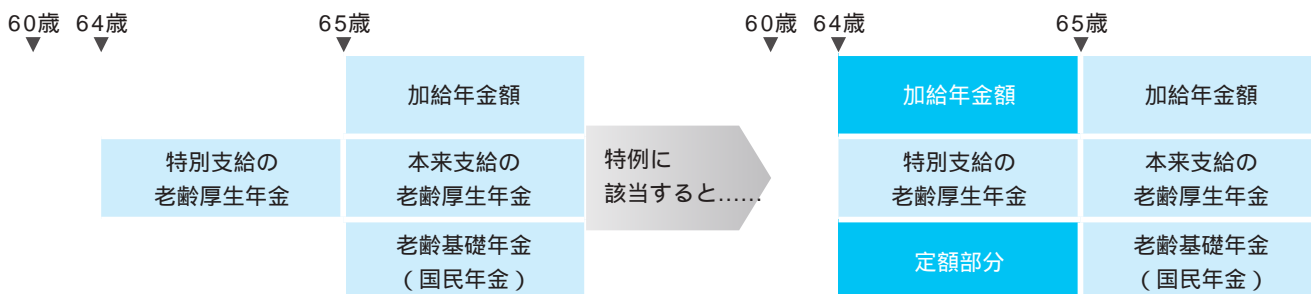 60歳 64歳 65歳 60歳 64歳 65歳
加給年金額
特別支給の
老齢厚生年金
本来支給の
老齢厚生年金
老齢基礎年金
（国民年金）
特例に
該当すると……
加給年金額
加給年金額
特別支給の
老齢厚生年金
本来支給の
老齢厚生年金
定額部分
老齢基礎年金
（国民年金）